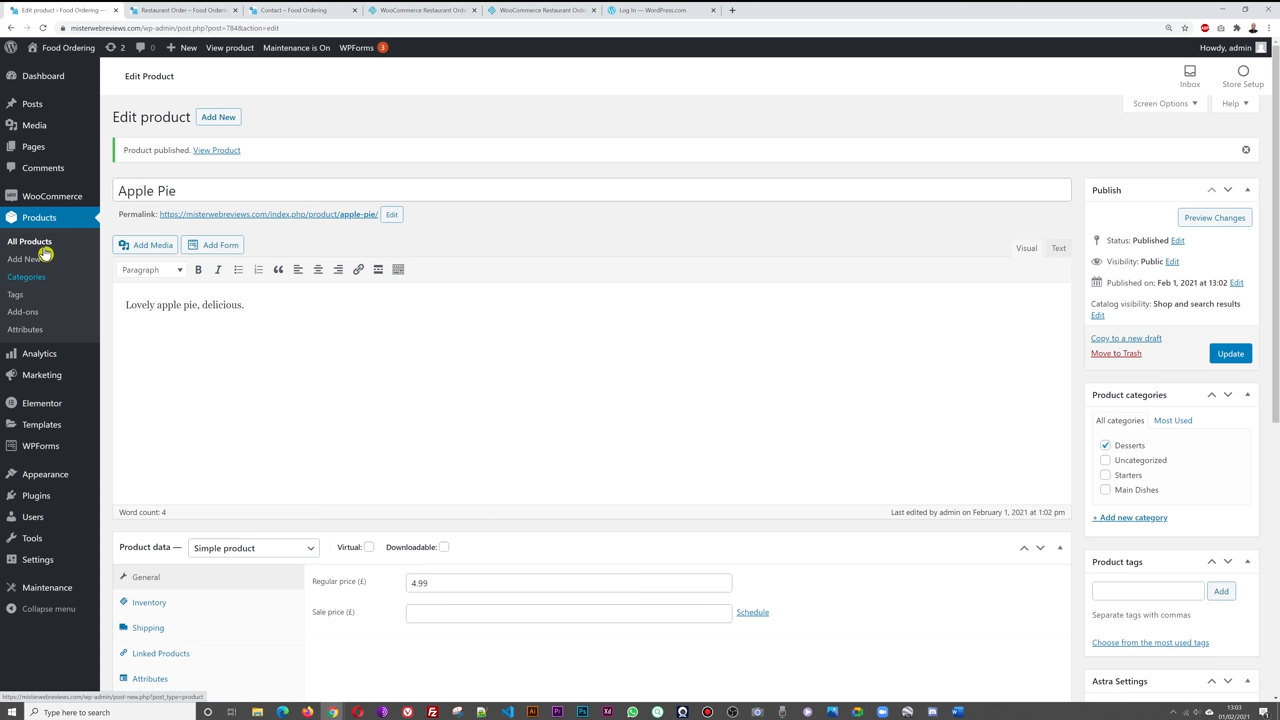 Edit product ‹ Food Ordering —
Restaurant Order – Food Ordering
Contact – Food Ordering
WooCommerce Restaurant Orde
WooCommerce Restaurant Orde
Log In — WordPress.com
misterwebreviews.com/wp-admin/post.php?post=784&action=edit
Food Ordering
2
0
New
View product
Maintenance is On
WPForms
3
Howdy, admin
Dashboard
Posts
Media
Pages
Comments
WooCommerce
Products
All Products
Add New
Categories
Tags
Add-ons
Attributes
Analytics
Marketing
Elementor
Templates
WPForms
Appearance
Plugins
Users
Tools
Settings
Maintenance
Collapse menu
Edit Product
Inbox
Store Setup
Screen Options
Help
Edit product
Add New
Product published. View Product
Apple Pie
Permalink: https://misterwebreviews.com/index.php/product/apple-pie/ Edit
Add Media
Add Form
Visual
Text
Paragraph
Lovely apple pie, delicious.
Word count: 4
Last edited by admin on February 1, 2021 at 1:02 pm
Product data —
Simple product
Virtual:
Downloadable:
General
Inventory
Shipping
Linked Products
Attributes
Regular price (£)
4.99
Sale price (£)
Schedule
Publish
Preview Changes
Status: Published Edit
Visibility: Public Edit
Published on: Feb 1, 2021 at 13:02 Edit
Catalog visibility: Shop and search results
Edit
Copy to a new draft
Move to Trash
Update
Product categories
All categories
Most Used
Desserts
Uncategorized
Starters
Main Dishes
+ Add new category
Product tags
Add
Separate tags with commas
Choose from the most used tags
Astra Settings
https://misterwebreviews.com/wp-admin/post-new.php?post_type=product
Type here to search
13:03
01/02/2021